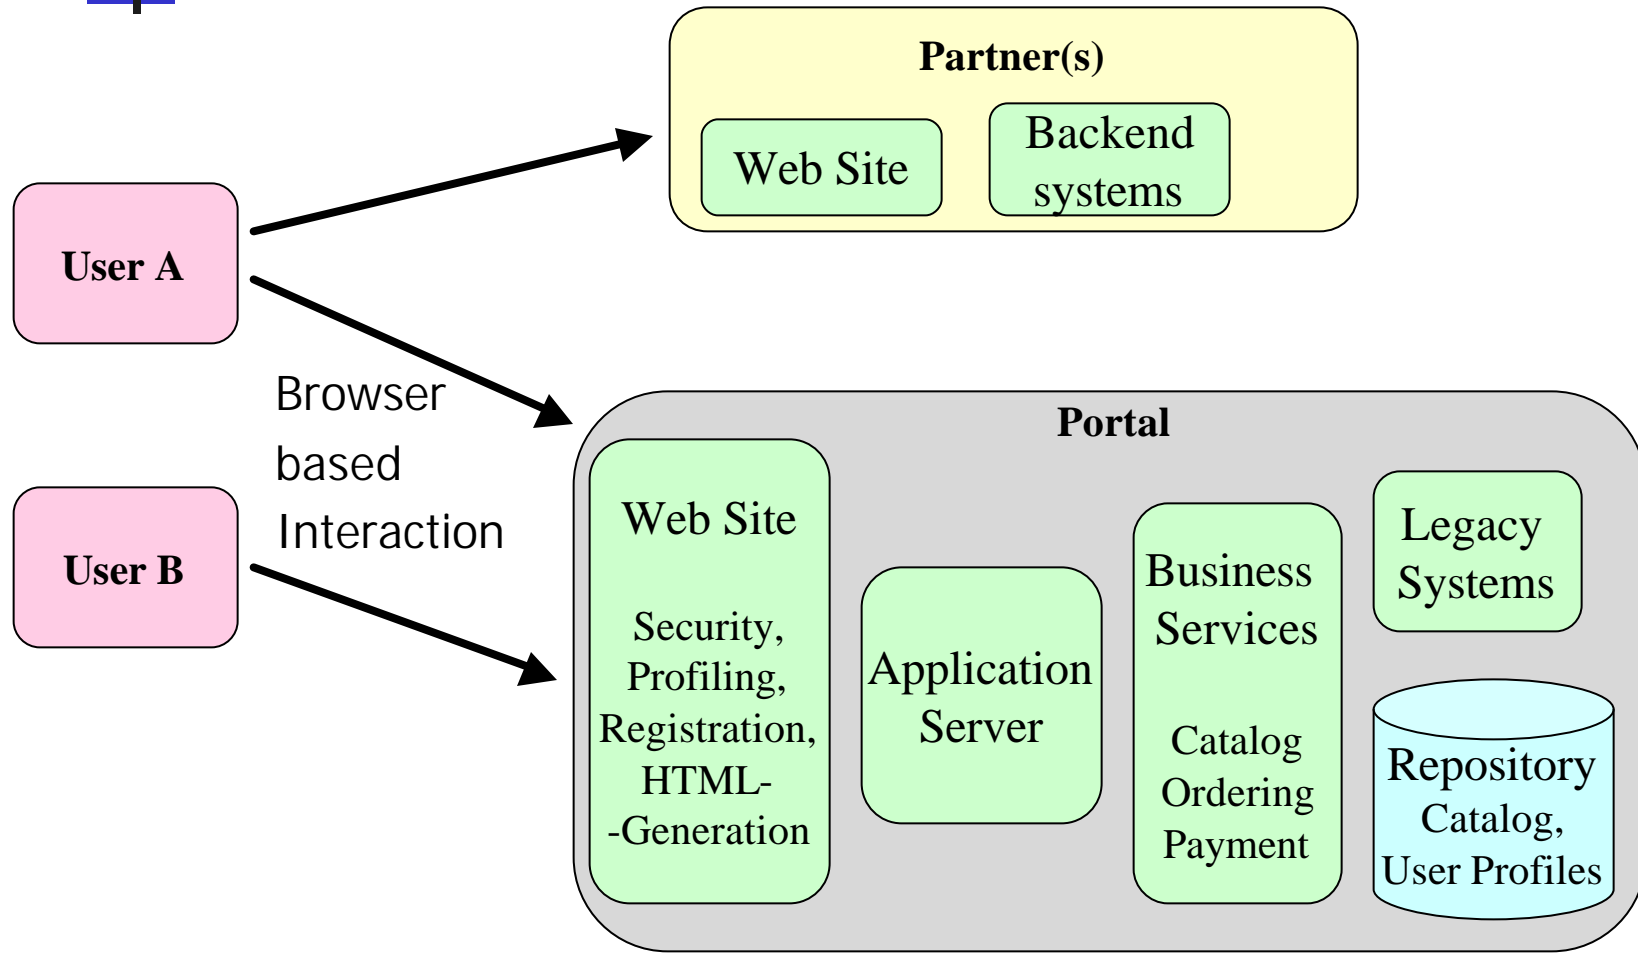 Partner(s)
Web Site
Backend
systems
User A
Browser
based
Interaction
User B
Portal
Web Site
Security,
Profiling,
Registration,
HTML-
-Generation
Application
Server
Business
Services
Catalog
Ordering
Payment
Legacy
Systems
Repository
Catalog,
User Profiles